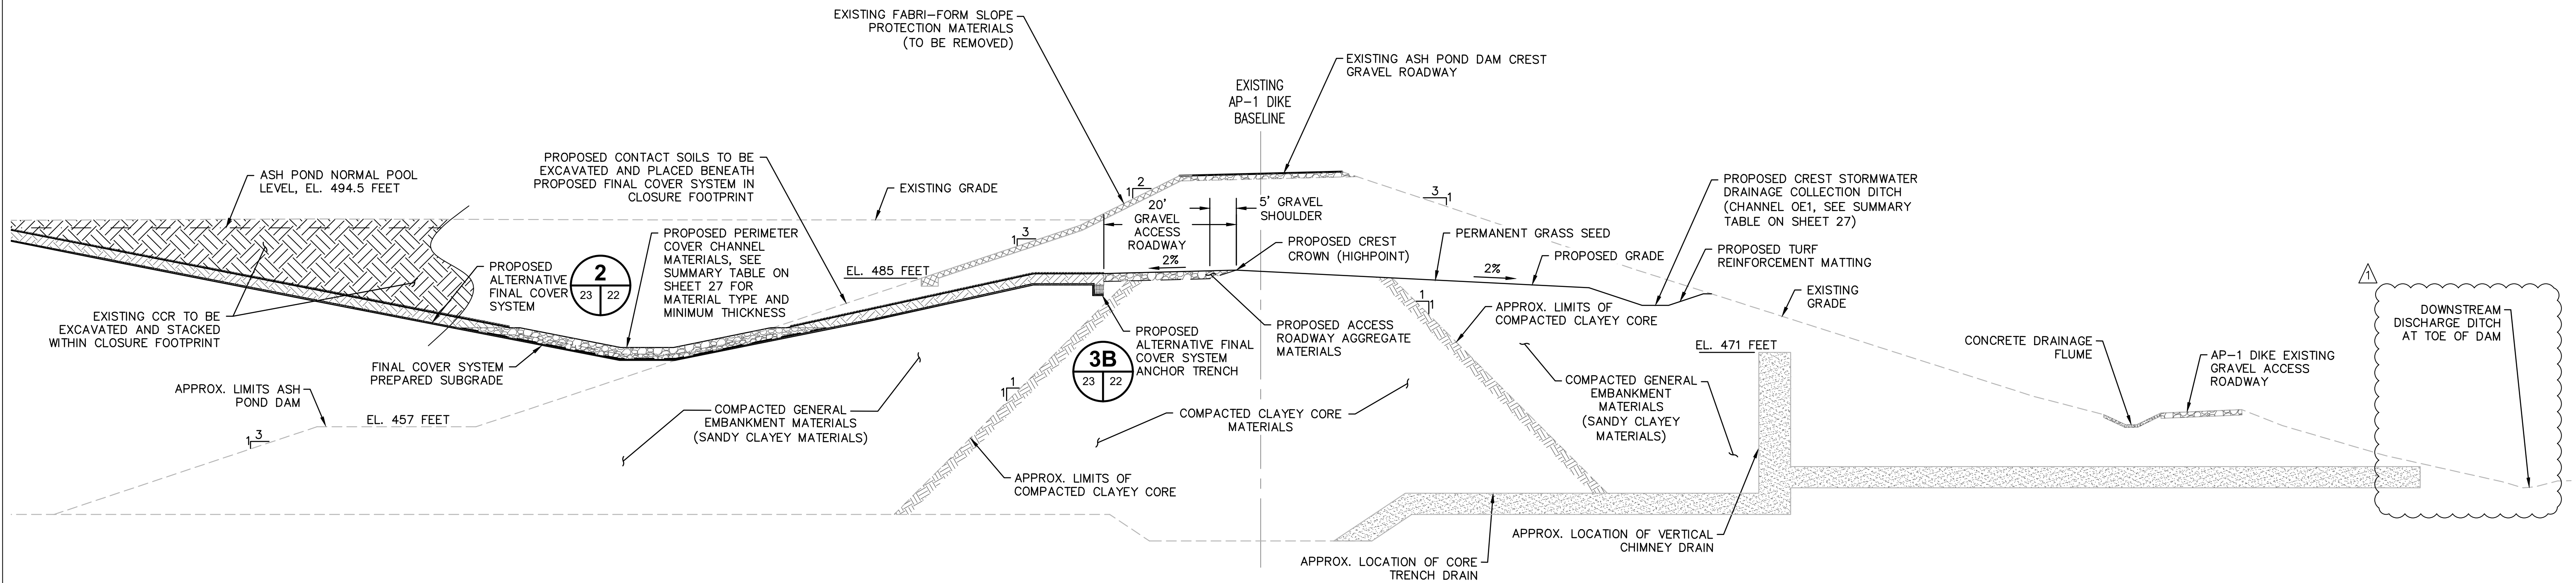 EXISTING FABRI-FORM SLOPE
PROTECTION MATERIALS
(TO BE REMOVED)
EXISTING ASH POND DAM CREST
GRAVEL ROADWAY
EXISTING
AP-1 DIKE
BASELINE
ASH POND NORMAL POOL
LEVEL, EL. 494.5 FEET
PROPOSED CONTACT SOILS TO BE
EXCAVATED AND PLACED BENEATH
PROPOSED FINAL COVER SYSTEM IN
CLOSURE FOOTPRINT
EXISTING GRADE
2
1
20'
GRAVEL
ACCESS
ROADWAY
5' GRAVEL
SHOULDER
3
1
PROPOSED CREST STORMWATER
DRAINAGE COLLECTION DITCH
(CHANNEL OE1, SEE SUMMARY
TABLE ON SHEET 27)
3
1
PROPOSED PERIMETER
COVER CHANNEL
MATERIALS, SEE
SUMMARY TABLE ON
SHEET 27 FOR
MATERIAL TYPE AND
MINIMUM THICKNESS
PROPOSED CREST
CROWN (HIGHPOINT)
PERMANENT GRASS SEED
PROPOSED GRADE
PROPOSED TURF
REINFORCEMENT MATTING
EL. 485 FEET
2%
2%
PROPOSED
ALTERNATIVE
FINAL COVER
SYSTEM
2
23
22
EXISTING
GRADE
1
EXISTING CCR TO BE
EXCAVATED AND STACKED
WITHIN CLOSURE FOOTPRINT
FINAL COVER SYSTEM
PREPARED SUBGRADE
PROPOSED
ALTERNATIVE FINAL
COVER SYSTEM
ANCHOR TRENCH
3B
23
22
PROPOSED ACCESS
ROADWAY AGGREGATE
MATERIALS
1
1
APPROX. LIMITS OF
COMPACTED CLAYEY CORE
EL. 471 FEET
CONCRETE DRAINAGE
FLUME
AP-1 DIKE EXISTING
GRAVEL ACCESS
ROADWAY
DOWNSTREAM
DISCHARGE DITCH
AT TOE OF DAM
APPROX. LIMITS ASH
POND DAM
EL. 457 FEET
3
1
COMPACTED GENERAL
EMBANKMENT MATERIALS
(SANDY CLAYEY MATERIALS)
1
1
COMPACTED CLAYEY CORE
MATERIALS
COMPACTED GENERAL
EMBANKMENT
MATERIALS
(SANDY CLAYEY
MATERIALS)
APPROX. LIMITS OF
COMPACTED CLAYEY CORE
APPROX. LOCATION OF VERTICAL
CHIMNEY DRAIN
APPROX. LOCATION OF CORE
TRENCH DRAIN